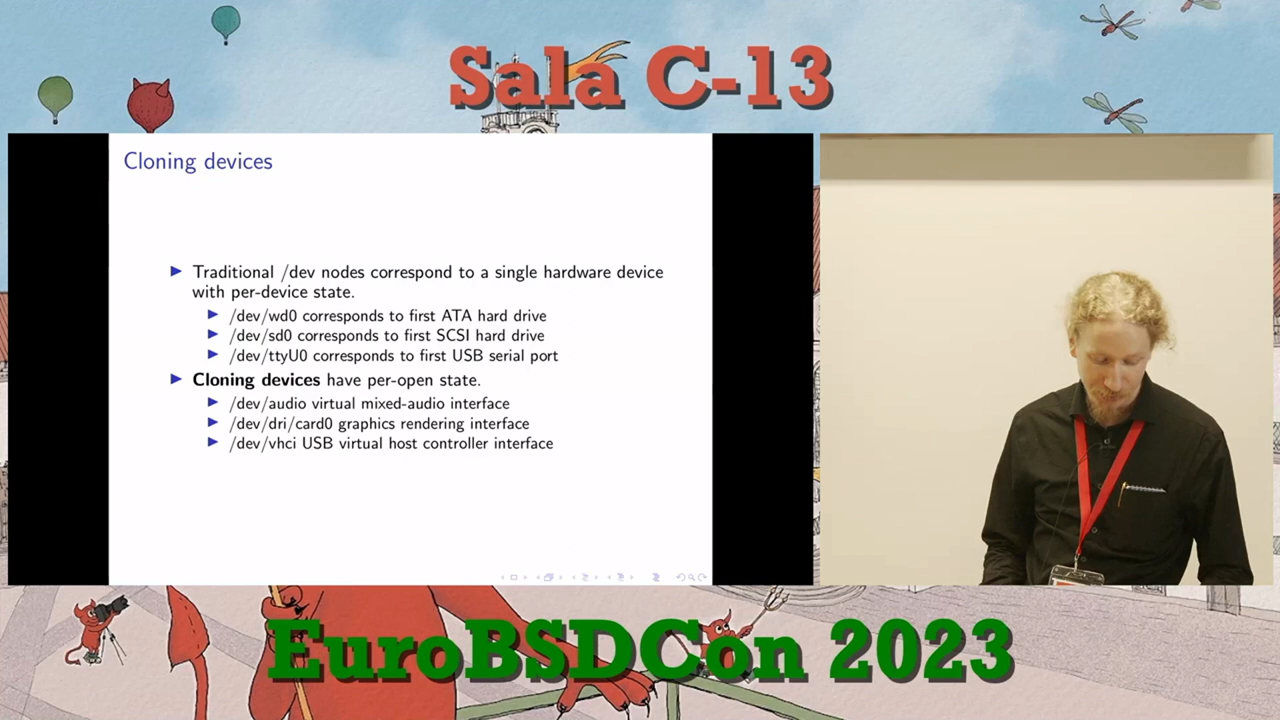 Sala C-13
Cloning devices
Traditional /dev nodes correspond to a single hardware device
with per-device state.
/dev/wd0 corresponds to first ATA hard drive
/dev/sd0 corresponds to first SCSI hard drive
/dev/ttyU0 corresponds to first USB serial port
Cloning devices have per-open state.
/dev/audio virtual mixed-audio interface
/dev/dri/card0 graphics rendering interface
/dev/vhci USB virtual host controller interface
EuroBSDCon 2023